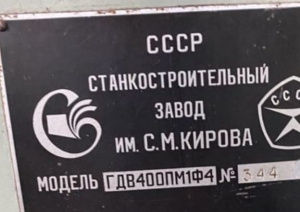 СССР
СТАНКОСТРОИТЕЛЬНЫЙ
ЗАВОД
ИМ. С.М.КИРОВА
МОДЕЛЬ ГДВ400ПМ1Ф4 № 344